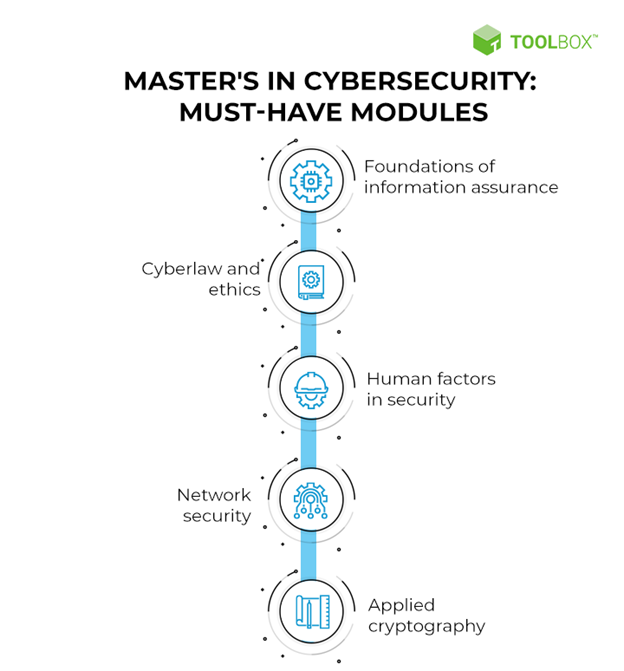 TOOLBOX™
MASTER'S IN CYBERSECURITY:
MUST-HAVE MODULES
Foundations of
information assurance
Cyberlaw and
ethics
Human factors
in security
Network
security
Applied
cryptography